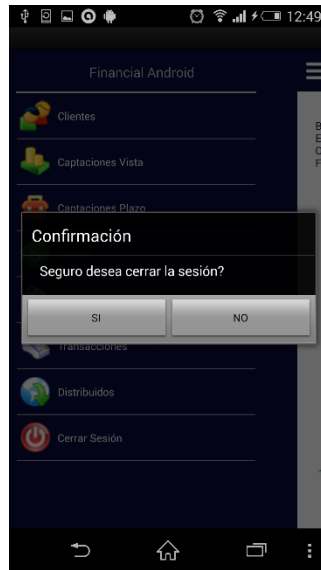 12:49
Financial Android
Clientes
Captaciones Vista
Captaciones Plazo
Confirmación
Seguro desea cerrar la sesión?
SI
NO
Transacciones
Distribuidos
Cerrar Sesión
B
E
C
F